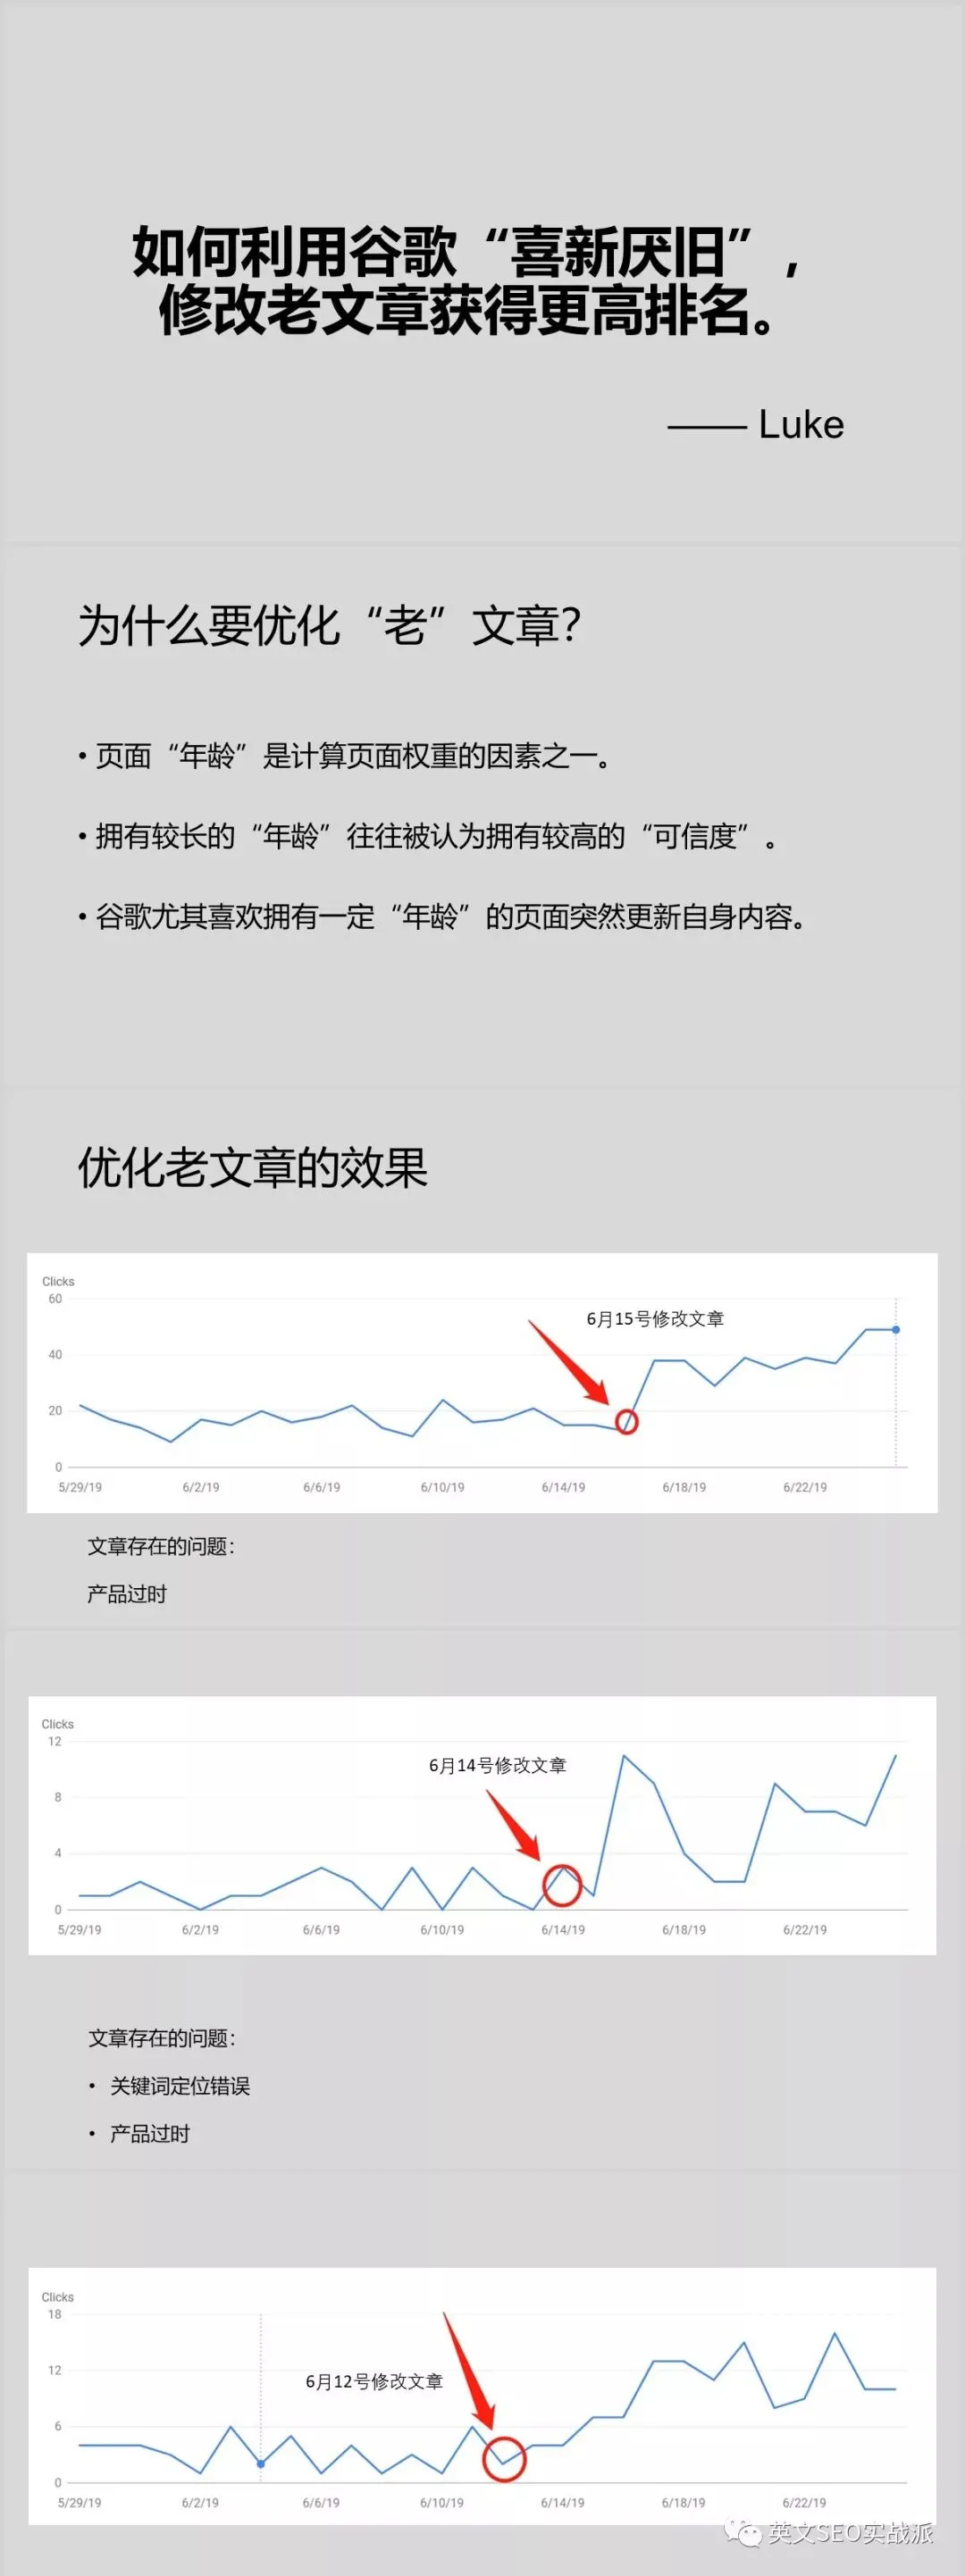 如何利用谷歌“喜新厌旧”，
修改老文章获得更高排名。
—— Luke
为什么要优化“老”文章？
• 页面“年龄”是计算页面权重的因素之一。
• 拥有较长的“年龄”往往被认为拥有较高的“可信度”。
• 谷歌尤其喜欢拥有一定“年龄”的页面突然更新自身内容。
优化老文章的效果
Clicks
60
6月15号修改文章
40
20
0
5/29/19 6/2/19 6/6/19 6/10/19 6/14/19 6/18/19 6/22/19
文章存在的问题：
产品过时
Clicks
12
6月14号修改文章
8
4
0
5/29/19 6/2/19 6/6/19 6/10/19 6/14/19 6/18/19 6/22/19
文章存在的问题：
• 关键词定位错误
• 产品过时
Clicks
18
12
6月12号修改文章
6
0
5/29/19 6/2/19 6/6/19 6/10/19 6/14/19 6/18/19 6/22/19
英文SEO实战派